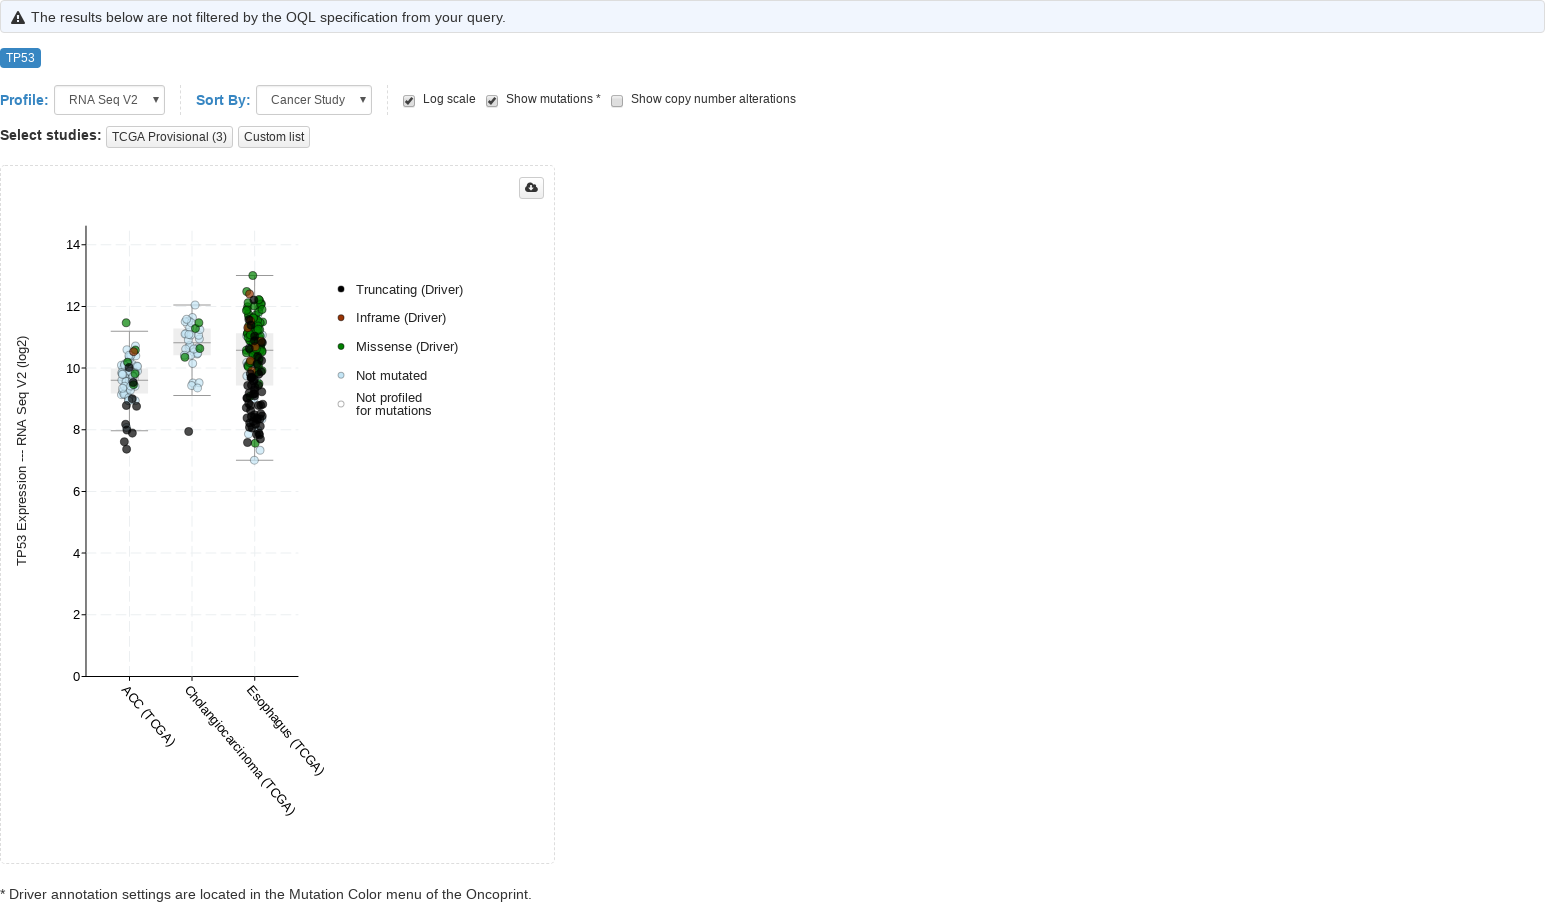 The results below are not filtered by the OQL specification from your query.
TP53
Profile: RNA Seq V2 Sort By: Cancer Study Log scale Show mutations * Show copy number alterations
Select studies: TCGA Provisional (3) Custom list
14
12
10
8
6
4
2
0
TP53 Expression --- RNA Seq V2 (log2)
Truncating (Driver)
Inframe (Driver)
Missense (Driver)
Not mutated
Not profiled
for mutations
ACC (TCGA)
Cholangiocarcinoma (TCGA)
Esophagus (TCGA)
* Driver annotation settings are located in the Mutation Color menu of the Oncoprint.